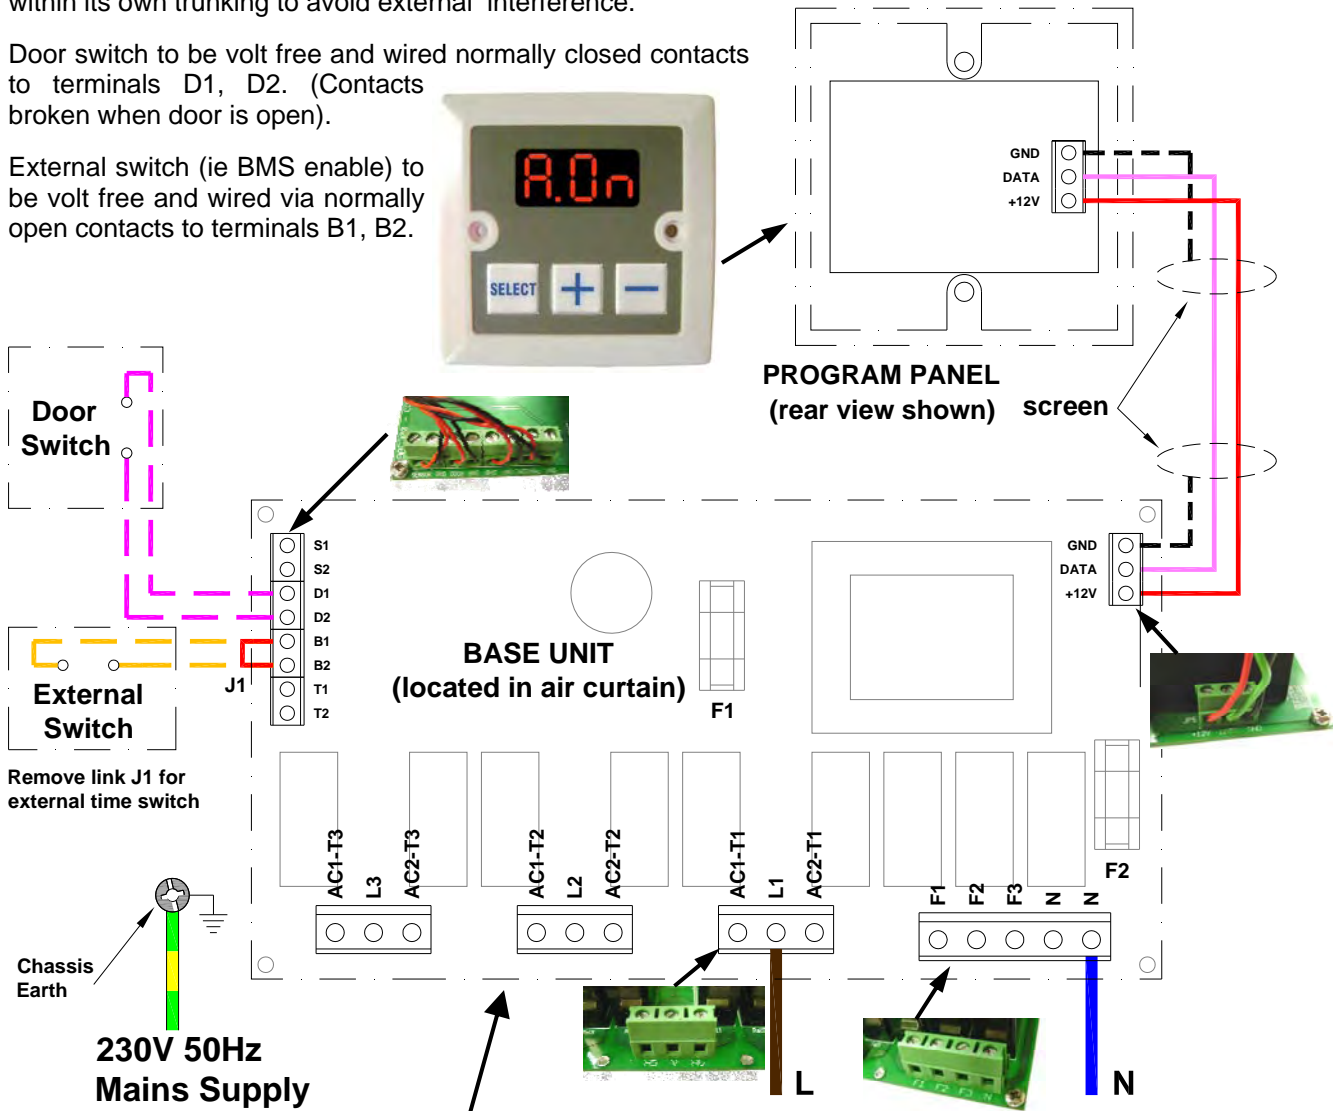 within its own trunking to avoid external interference.
Door switch to be volt free and wired normally closed contacts
to terminals D1, D2. (Contacts
broken when door is open).
External switch (ie BMS enable) to
be volt free and wired via normally
open contacts to terminals B1, B2.
A.On
SELECT
+
−
GND
DATA
+12V
PROGRAM PANEL
(rear view shown)
screen
Door
Switch
S1
S2
D1
D2
B1
B2
T1
T2
J1
External
Switch
Remove link J1 for
external time switch
BASE UNIT
(located in air curtain)
F1
GND
DATA
+12V
F2
AC1-T3
L3
AC2-T3
AC1-T2
L2
AC2-T2
AC1-T1
L1
AC2-T1
F1
F2
F3
N
N
Chassis
Earth
230V 50Hz
Mains Supply
L
N
+12V
F1 F2 F3 N